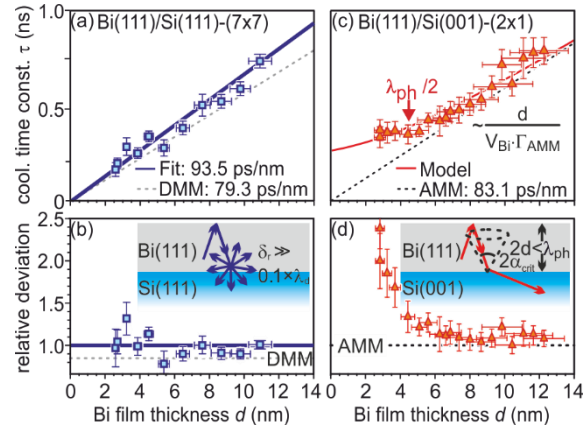 (a) Bi(111)/Si(111)-(7x7)
cool. time const. τ (ns)
1.0
0.5
0.0
Fit: 93.5 ps/nm
DMM: 79.3 ps/nm
(c) Bi(111)/Si(001)-(2x1)
λph /2
~ d
VBi·ΓAMM
Model
AMM: 83.1 ps/nm
(b)
relative deviation
2.5
2.0
1.5
1.0
0.5
0.0
Bi(111)
Si(111)
δr ≫
0.1×λd
DMM
0 2 4 6 8 10 12 14
Bi film thickness d (nm)
(d)
Bi(111)
Si(001)
2d<λph
2αcrit
AMM
0 2 4 6 8 10 12 14
Bi film thickness d (nm)